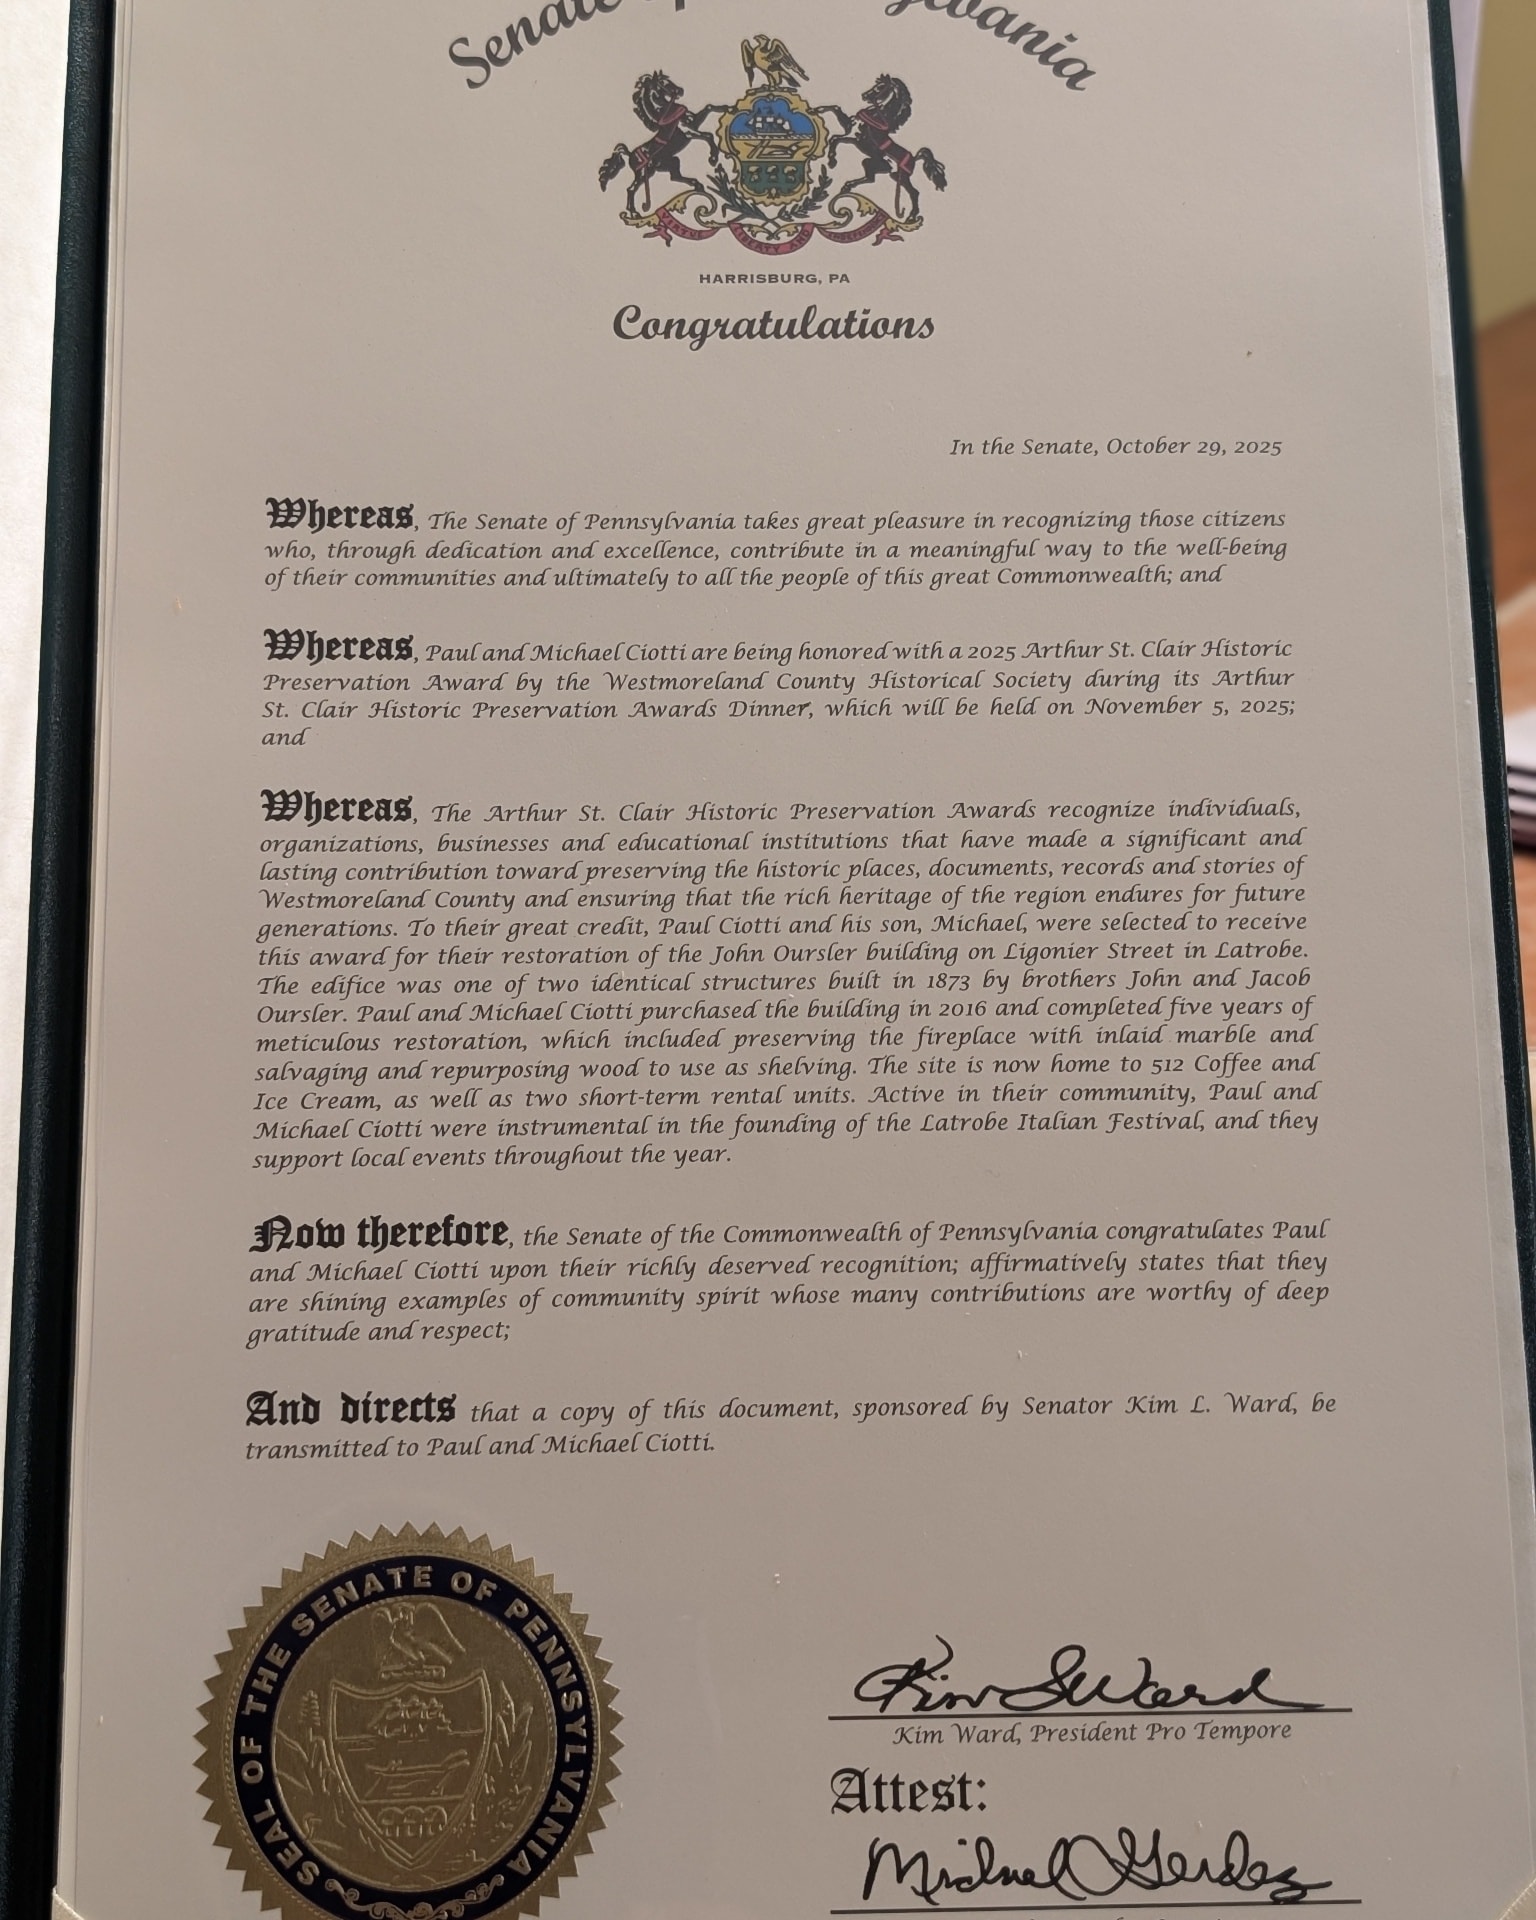 Senate
HARRISBURG, PA
Congratulations
In the Senate, October 29, 2025
Whereas, The Senate of Pennsylvania takes great pleasure in recognizing those citizens
who, through dedication and excellence, contribute in a meaningful way to the well-being
of their communities and ultimately to all the people of this great Commonwealth; and
Whereas, Paul and Michael Ciotti are being honored with a 2025 Arthur St. Clair Historic
Preservation Award by the Westmoreland County Historical Society during its Arthur
St. Clair Historic Preservation Awards Dinner, which will be held on November 5, 2025;
and
Whereas, The Arthur St. Clair Historic Preservation Awards recognize individuals,
organizations, businesses and educational institutions that have made a significant and
lasting contribution toward preserving the historic places, documents, records and stories of
Westmoreland County and ensuring that the rich heritage of the region endures for future
generations. To their great credit, Paul Ciotti and his son, Michael, were selected to receive
this award for their restoration of the John Oursler building on Ligonier Street in Latrobe.
The edifice was one of two identical structures built in 1873 by brothers John and Jacob
Oursler. Paul and Michael Ciotti purchased the building in 2016 and completed five years of
meticulous restoration, which included preserving the fireplace with inlaid marble and
salvaging and repurposing wood to use as shelving. The site is now home to 512 Coffee and
Ice Cream, as well as two short-term rental units. Active in their community, Paul and
Michael Ciotti were instrumental in the founding of the Latrobe Italian Festival, and they
support local events throughout the year.
Now therefore, the Senate of the Commonwealth of Pennsylvania congratulates Paul
and Michael Ciotti upon their richly deserved recognition; affirmatively states that they
are shining examples of community spirit whose many contributions are worthy of deep
gratitude and respect;
And directs that a copy of this document, sponsored by Senator Kim L. Ward, be
transmitted to Paul and Michael Ciotti.
SEAL OF THE SENATE OF PENNSYLVANIA
Kim Ward
Kim Ward, President Pro Tempore
Attest:
Michael Gerdes